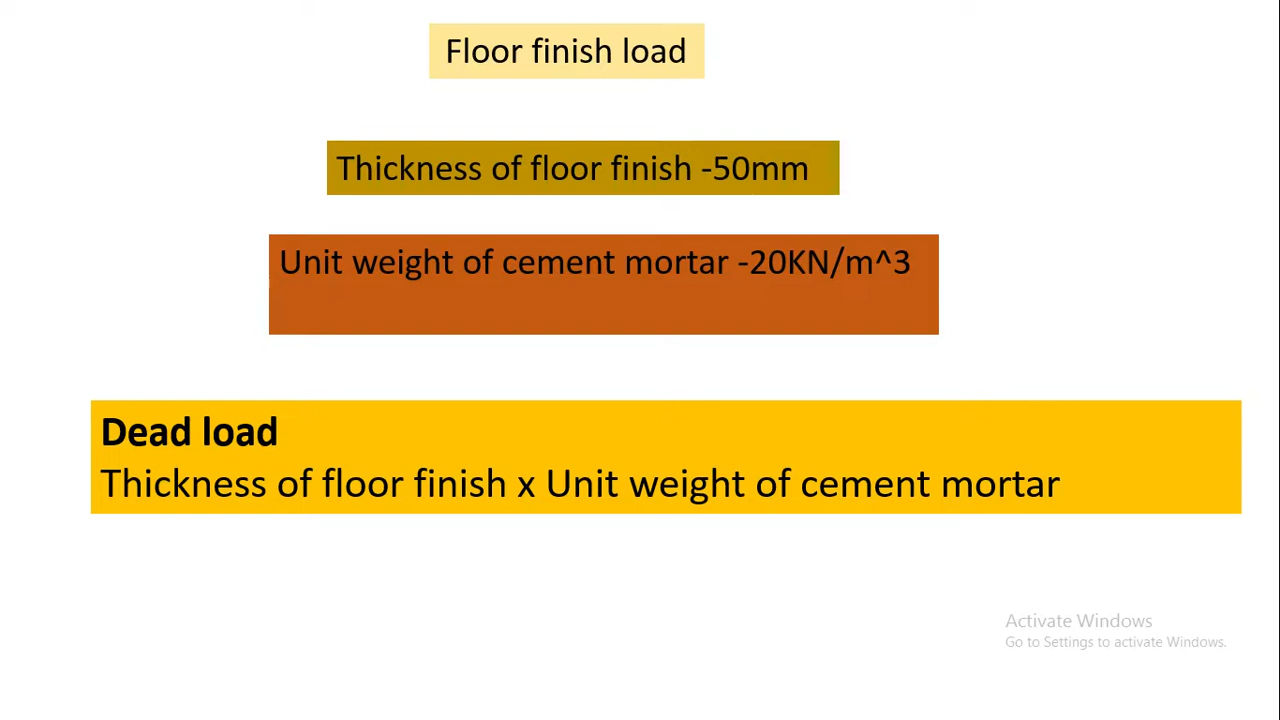 Floor finish load
Thickness of floor finish -50mm
Unit weight of cement mortar -20KN/m^3
Dead load
Thickness of floor finish x Unit weight of cement mortar
Activate Windows
Go to Settings to activate Windows.